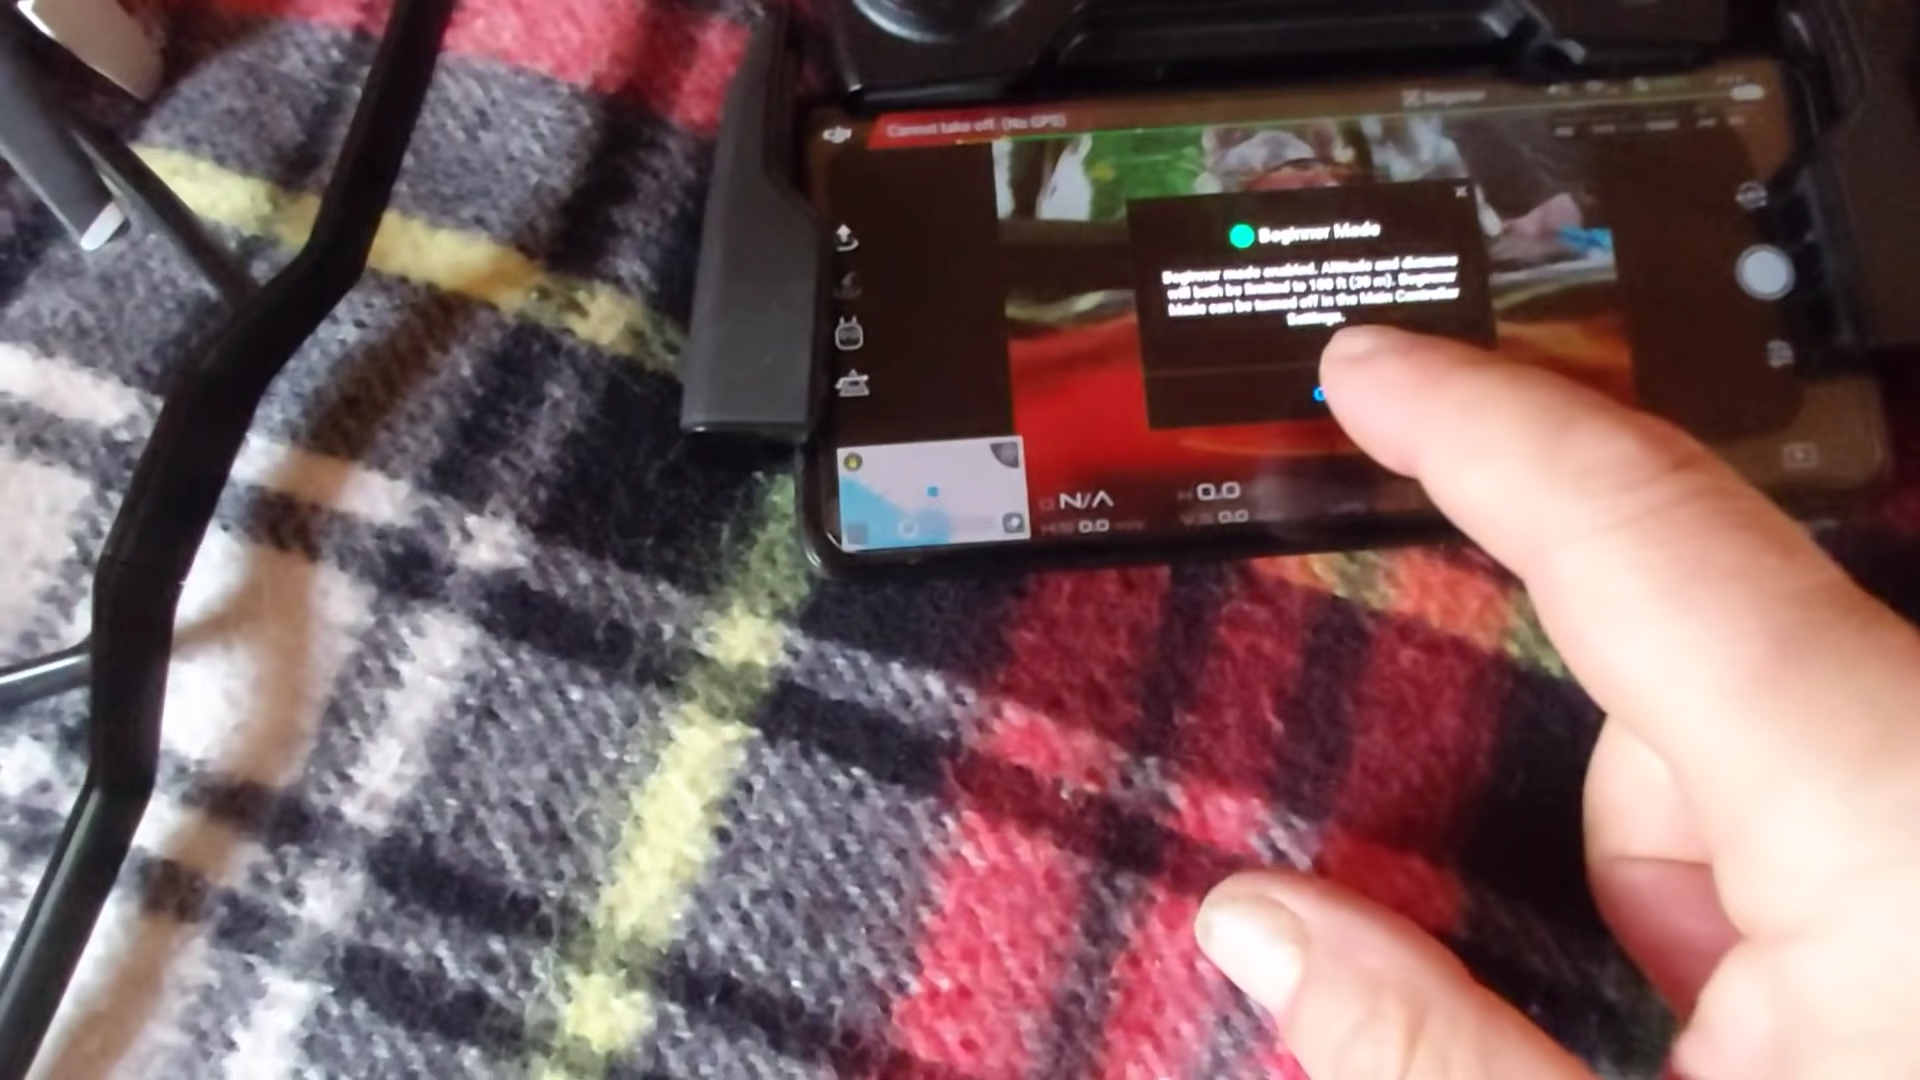 dji
Cannot take off (No GPS)
Beginner Mode
Beginner mode enabled. Altitude and distance
will both be limited to 100 ft (30 m). Beginner
Mode can be turned off in the Main Controller
Settings.
N/A
H 0.0
H.S 0.0 mph
V.S 0.0